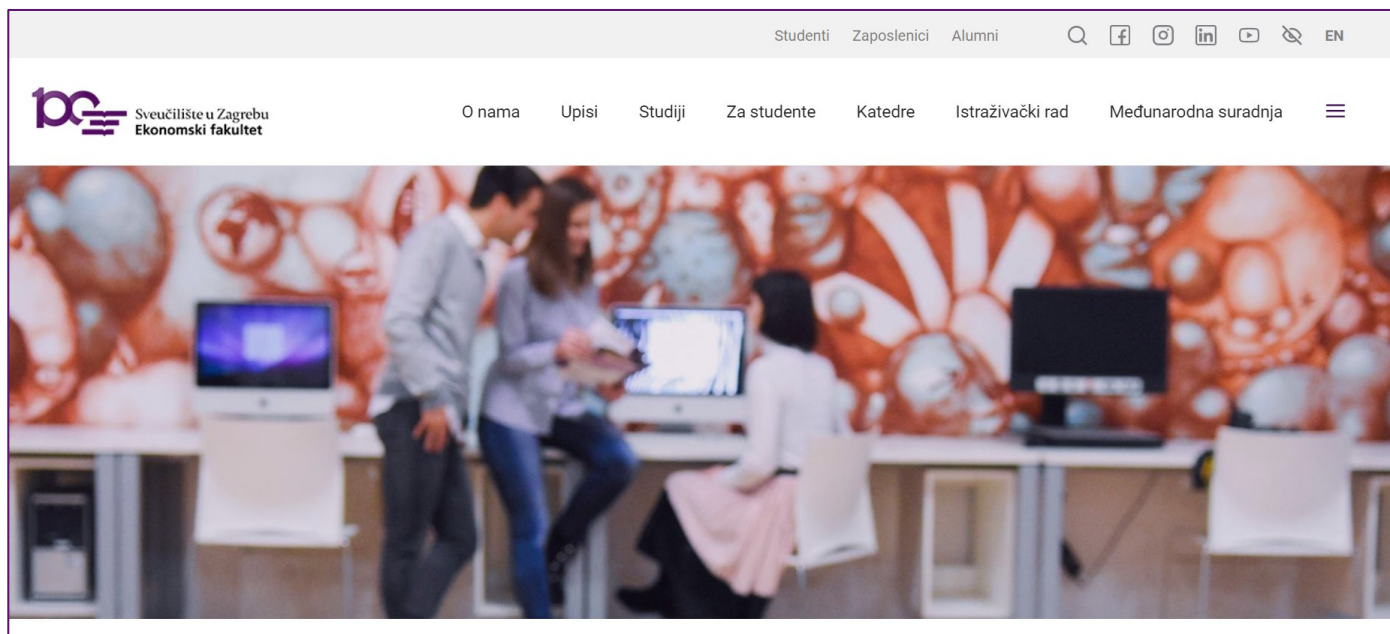 Studenti Zaposlenici Alumni EN
100
Sveučilište u Zagrebu
Ekonomski fakultet
O nama Upisi Studiji Za studente Katedre Istraživački rad Međunarodna suradnja